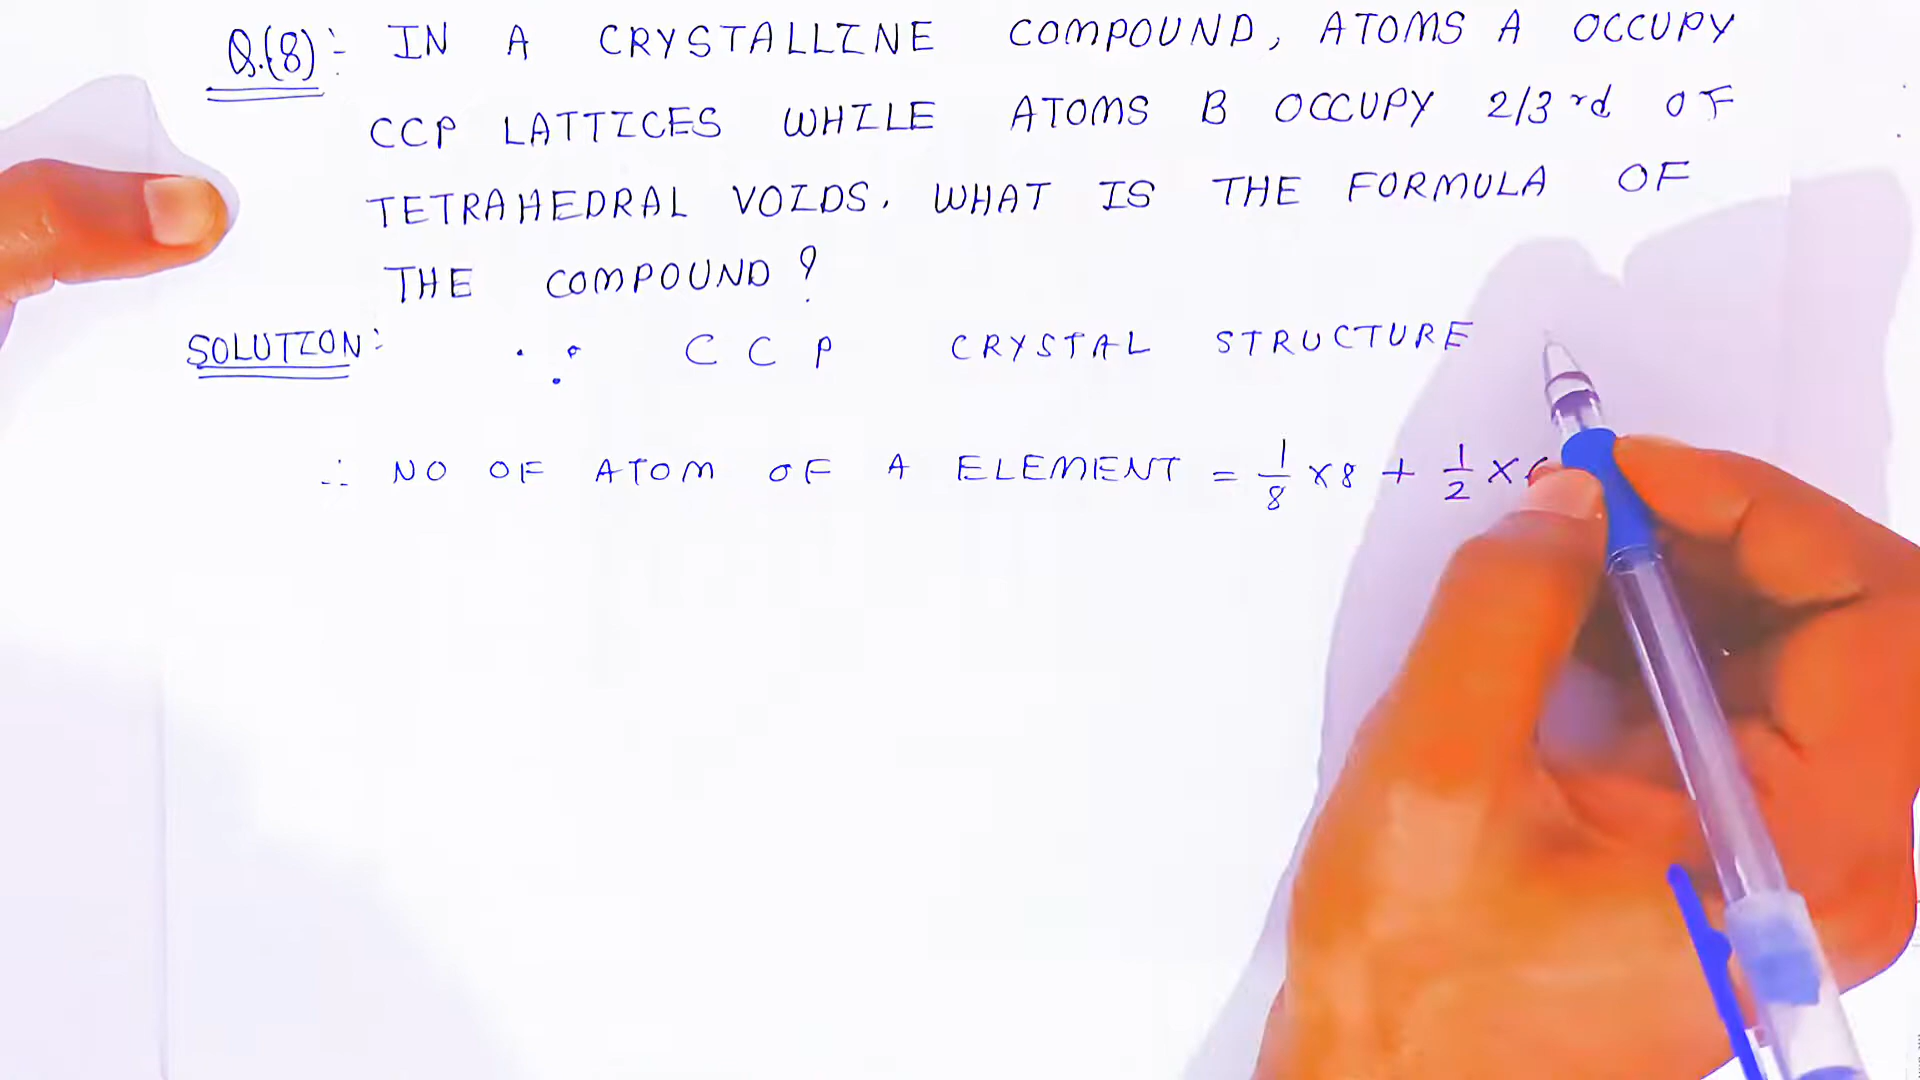 Q.(8):- IN A CRYSTALLINE COMPOUND, ATOMS A OCCUPY
CCP LATTICES WHILE ATOMS B OCCUPY 2/3rd OF
TETRAHEDRAL VOIDS. WHAT IS THE FORMULA OF
THE COMPOUND?
SOLUTION:- ∵ CCP CRYSTAL STRUCTURE
∴ NO OF ATOM OF A ELEMENT = 1/8 x 8 + 1/2 x